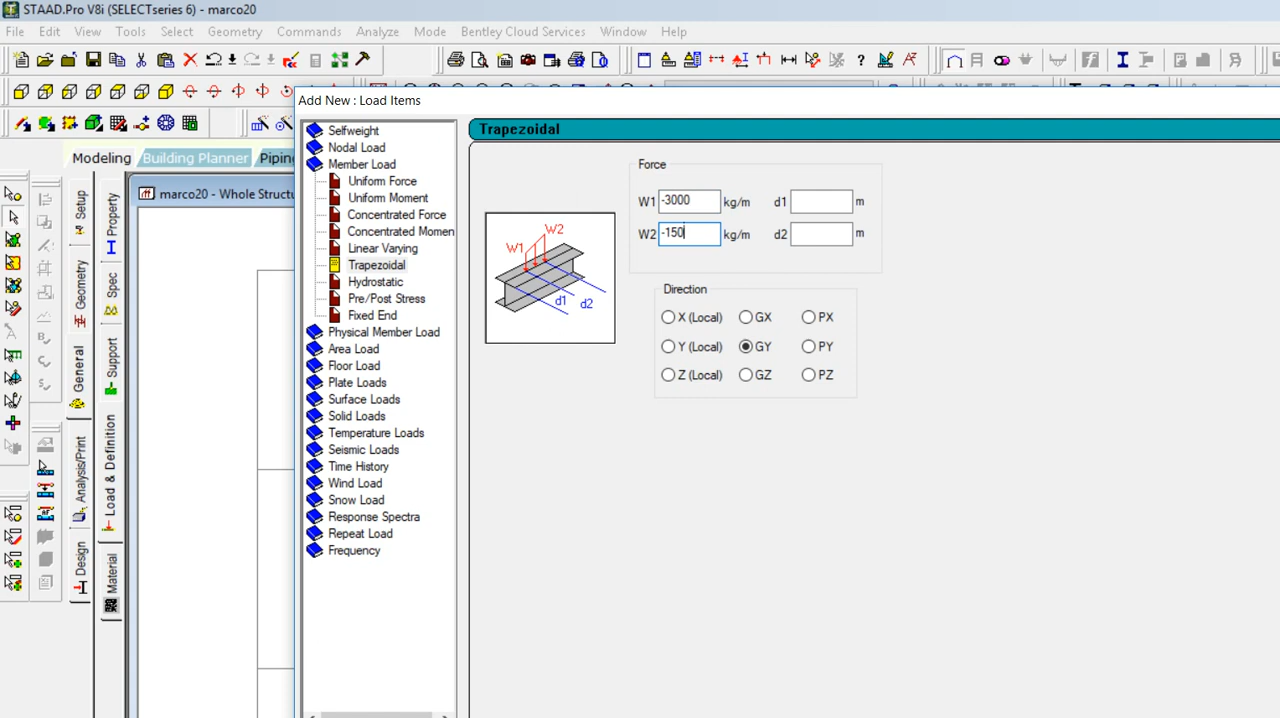 STAAD.Pro V8i (SELECTseries 6) - marco20
File Edit View Tools Select Geometry Commands Analyze Mode Bentley Cloud Services Window Help
Add New : Load Items
Modeling
Building Planner
Piping
marco20 - Whole Structu
Setup
Geometry
General
Analysis/Print
Design
Property
Spec
Support
Load & Definition
Material
Selfweight
Nodal Load
Member Load
Uniform Force
Uniform Moment
Concentrated Force
Concentrated Momen
Linear Varying
Trapezoidal
Hydrostatic
Pre/Post Stress
Fixed End
Physical Member Load
Area Load
Floor Load
Plate Loads
Surface Loads
Solid Loads
Temperature Loads
Seismic Loads
Time History
Wind Load
Snow Load
Response Spectra
Repeat Load
Frequency
Trapezoidal
W1
W2
d1
d2
Force
W1 -3000 kg/m d1 m
W2 -150 kg/m d2 m
Direction
X (Local) GX PX
Y (Local) GY PY
Z (Local) GZ PZ